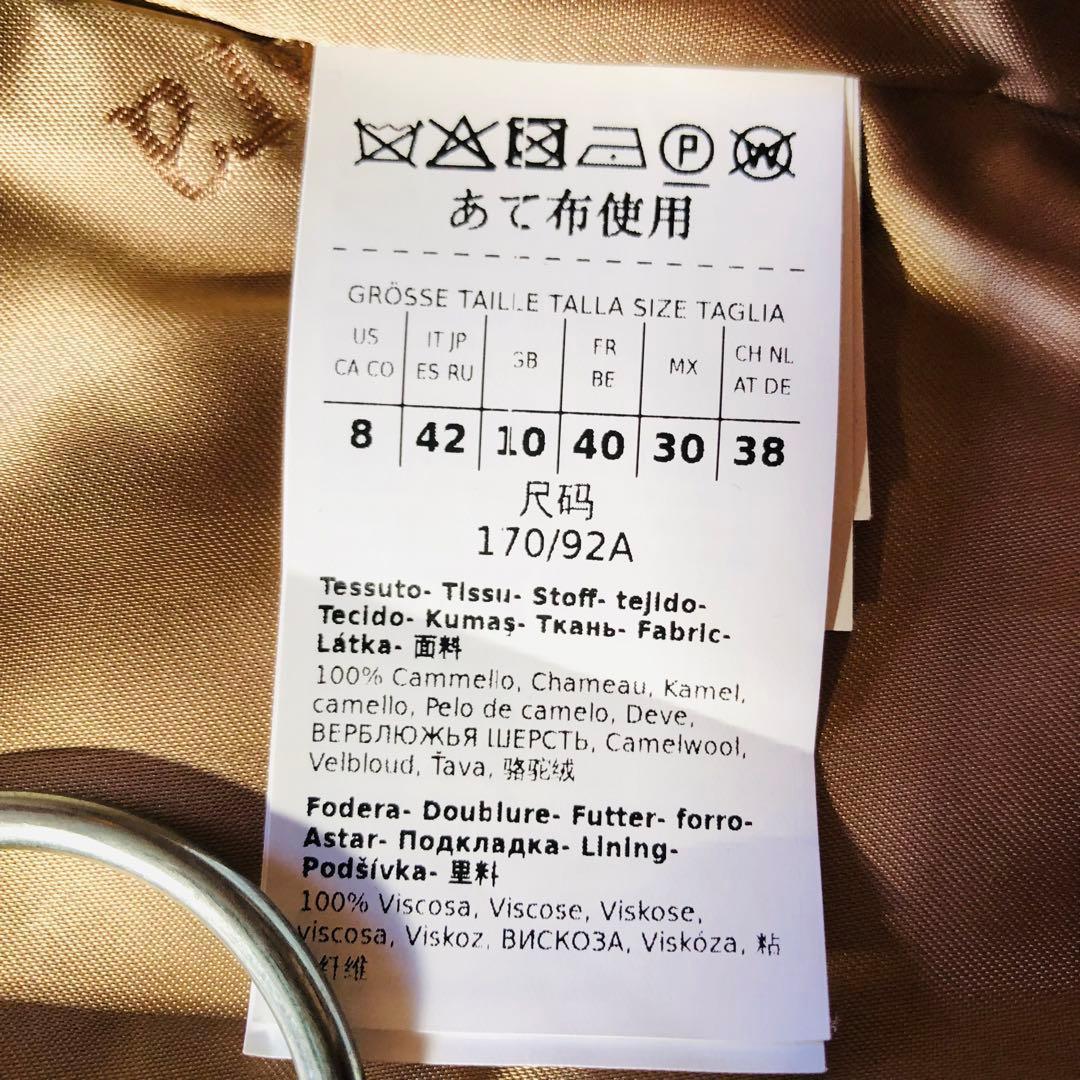 P
W
あて布使用
GRÖSSE TAILLE TALLA SIZE TAGLIA
US IT JP GB FR MX CH NL
CA CO ES RU BE AT DE
8 42 10 40 30 38
尺码
170/92A
Tessuto- Tissu- Stoff- tejido-
Tecido- Kumaş- Ткань- Fabric-
Látka- 面料
100% Cammello, Chameau, Kamel,
camello, Pelo de camelo, Deve,
ВЕРБЛЮЖЬЯ ШЕРСТЬ, Camelwool,
Velbloud, Ťava, 骆驼绒
Fodera- Doublure- Futter- forro-
Astar- Подкладка- Lining-
Podšívka- 里料
100% Viscosa, Viscose, Viskose,
viscosa, Viskoz, ВИСКОЗА, Viskóza, 粘
纤维